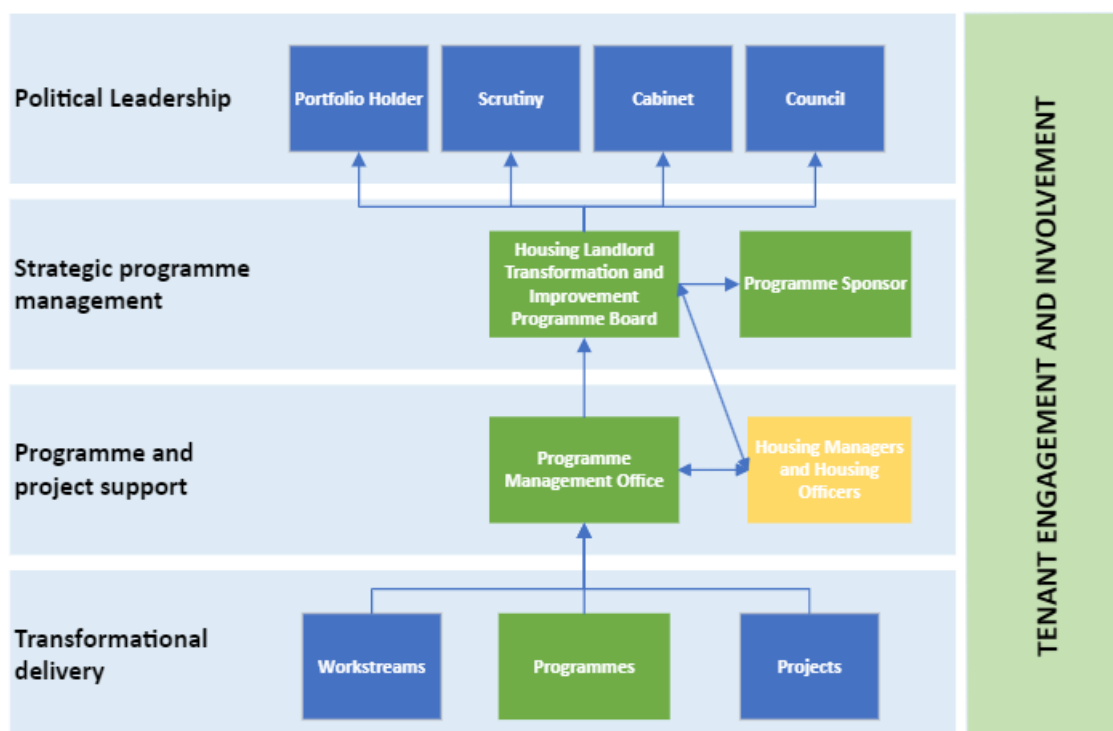 Political Leadership
Portfolio Holder
Scrutiny
Cabinet
Council
Strategic programme
management
Housing Landlord
Transformation and
Improvement
Programme Board
Programme Sponsor
Programme and
project support
Programme
Management Office
Housing Managers
and Housing
Officers
Transformational
delivery
Workstreams
Programmes
Projects
TENANT ENGAGEMENT AND INVOLVEMENT